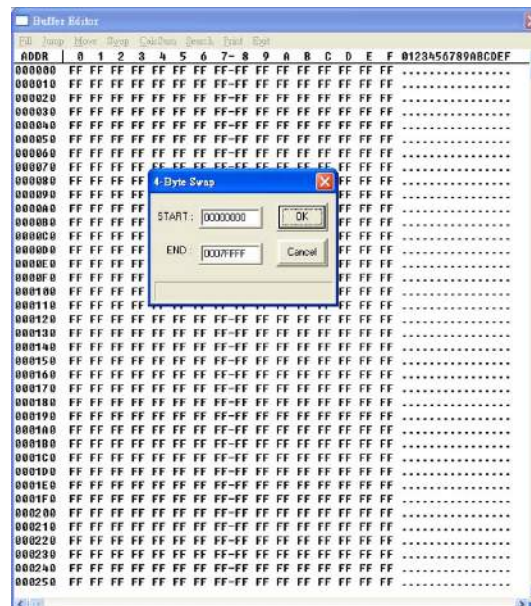 Buffer Editor
Fill Jump Move Swap CalcSum Search Print Exit
ADDR 0 1 2 3 4 5 6 7- 8 9 A B C D E F 0123456789ABCDEF
000000 FF FF FF FF FF FF FF FF-FF FF FF FF FF FF FF FF ................
000010 FF FF FF FF FF FF FF FF-FF FF FF FF FF FF FF FF ................
000020 FF FF FF FF FF FF FF FF-FF FF FF FF FF FF FF FF ................
000030 FF FF FF FF FF FF FF FF-FF FF FF FF FF FF FF FF ................
000040 FF FF FF FF FF FF FF FF-FF FF FF FF FF FF FF FF ................
000050 FF FF FF FF FF FF FF FF-FF FF FF FF FF FF FF FF ................
000060 FF FF FF FF FF FF FF FF-FF FF FF FF FF FF FF FF ................
000070 FF FF FF FF FF FF FF FF-FF FF FF FF FF FF FF FF ................
000080 FF FF FF FF FF FF ................
000090 FF FF FF FF FF FF ................
0000A0 FF FF FF FF FF FF ................
0000B0 FF FF FF FF FF FF ................
0000C0 FF FF FF FF FF FF ................
0000D0 FF FF FF FF FF FF ................
0000E0 FF FF FF FF FF FF ................
0000F0 FF FF FF FF FF FF ................
000100 FF FF FF FF FF FF ................
000110 FF FF FF FF FF FF ................
4-Byte Swap
START : 00000000 OK
END : 0007FFFF Cancel
000120 FF FF FF FF FF FF FF FF-FF FF FF FF FF FF FF FF ................
000130 FF FF FF FF FF FF FF FF-FF FF FF FF FF FF FF FF ................
000140 FF FF FF FF FF FF FF FF-FF FF FF FF FF FF FF FF ................
000150 FF FF FF FF FF FF FF FF-FF FF FF FF FF FF FF FF ................
000160 FF FF FF FF FF FF FF FF-FF FF FF FF FF FF FF FF ................
000170 FF FF FF FF FF FF FF FF-FF FF FF FF FF FF FF FF ................
000180 FF FF FF FF FF FF FF FF-FF FF FF FF FF FF FF FF ................
000190 FF FF FF FF FF FF FF FF-FF FF FF FF FF FF FF FF ................
0001A0 FF FF FF FF FF FF FF FF-FF FF FF FF FF FF FF FF ................
0001B0 FF FF FF FF FF FF FF FF-FF FF FF FF FF FF FF FF ................
0001C0 FF FF FF FF FF FF FF FF-FF FF FF FF FF FF FF FF ................
0001D0 FF FF FF FF FF FF FF FF-FF FF FF FF FF FF FF FF ................
0001E0 FF FF FF FF FF FF FF FF-FF FF FF FF FF FF FF FF ................
0001F0 FF FF FF FF FF FF FF FF-FF FF FF FF FF FF FF FF ................
000200 FF FF FF FF FF FF FF FF-FF FF FF FF FF FF FF FF ................
000210 FF FF FF FF FF FF FF FF-FF FF FF FF FF FF FF FF ................
000220 FF FF FF FF FF FF FF FF-FF FF FF FF FF FF FF FF ................
000230 FF FF FF FF FF FF FF FF-FF FF FF FF FF FF FF FF ................
000240 FF FF FF FF FF FF FF FF-FF FF FF FF FF FF FF FF ................
000250 FF FF FF FF FF FF FF FF-FF FF FF FF FF FF FF FF ................